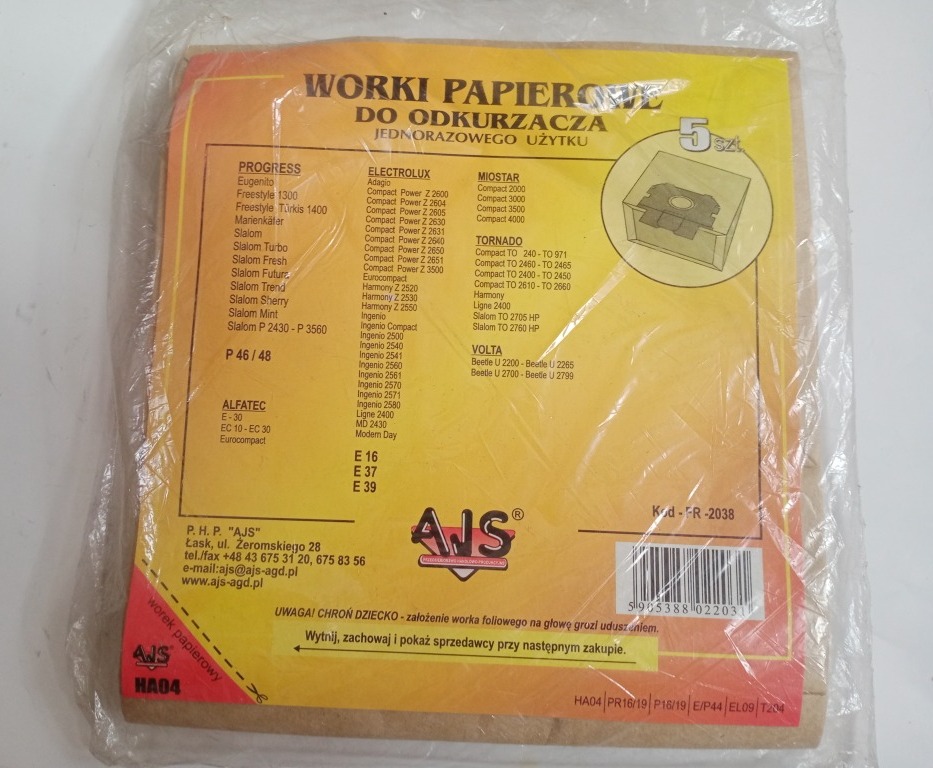 WORKI PAPIEROWE
DO ODKURZACZA
JEDNORAZOWEGO UŻYTKU
5 szt.
PROGRESS
Eugenito
Freestyle 1300
Freestyle Türkis 1400
Marienkäfer
Slalom
Slalom Turbo
Slalom Fresh
Slalom Future
Slalom Trend
Slalom Sherry
Slalom Mint
Slalom P 2430 - P 3560
P 46 / 48
ALFATEC
E - 30
EC 10 - EC 30
Eurocompact
ELECTROLUX
Adagio
Compact Power Z 2600
Compact Power Z 2604
Compact Power Z 2605
Compact Power Z 2630
Compact Power Z 2631
Compact Power Z 2640
Compact Power Z 2650
Compact Power Z 2651
Compact Power Z 3500
Eurocompact
Harmony Z 2520
Harmony Z 2530
Harmony Z 2550
Ingenio
Ingenio Compact
Ingenio 2500
Ingenio 2540
Ingenio 2541
Ingenio 2560
Ingenio 2561
Ingenio 2570
Ingenio 2571
Ingenio 2580
Ligne 2400
MD 2430
Modern Day
E 16
E 37
E 39
MIOSTAR
Compact 2000
Compact 3000
Compact 3500
Compact 4000
TORNADO
Compact TO 240 - TO 971
Compact TO 2460 - TO 2465
Compact TO 2400 - TO 2450
Compact TO 2610 - TO 2660
Harmony
Ligne 2400
Slalom TO 2705 HP
Slalom TO 2760 HP
VOLTA
Beetle U 2200 - Beetle U 2265
Beetle U 2700 - Beetle U 2799
Kod - PR -2038
AJS®
P. H. P. "AJS"
Łask, ul. Żeromskiego 28
tel./fax +48 43 675 31 20, 675 83 56
e-mail:ajs@ajs-agd.pl
www.ajs-agd.pl
5 905388 022031
UWAGA! CHROŃ DZIECKO - założenie worka foliowego na głowę grozi uduszeniem.
Wytnij, zachowaj i pokaż sprzedawcy przy następnym zakupie.
worek papierowy
AJS
HA04
HA04 | PR16/19 | P16/19 | E/P44 | EL09 | T204